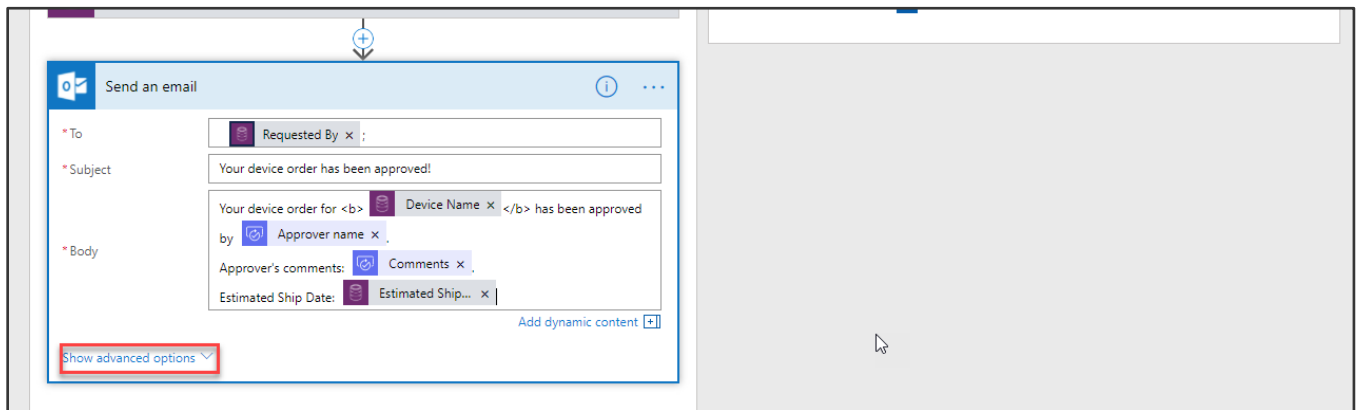 Send an email
*To
Requested By × ;
*Subject
Your device order has been approved!
*Body
Your device order for <b> Device Name × </b> has been approved
by Approver name × .
Approver's comments: Comments × .
Estimated Ship Date: Estimated Ship... ×
Add dynamic content
Show advanced options